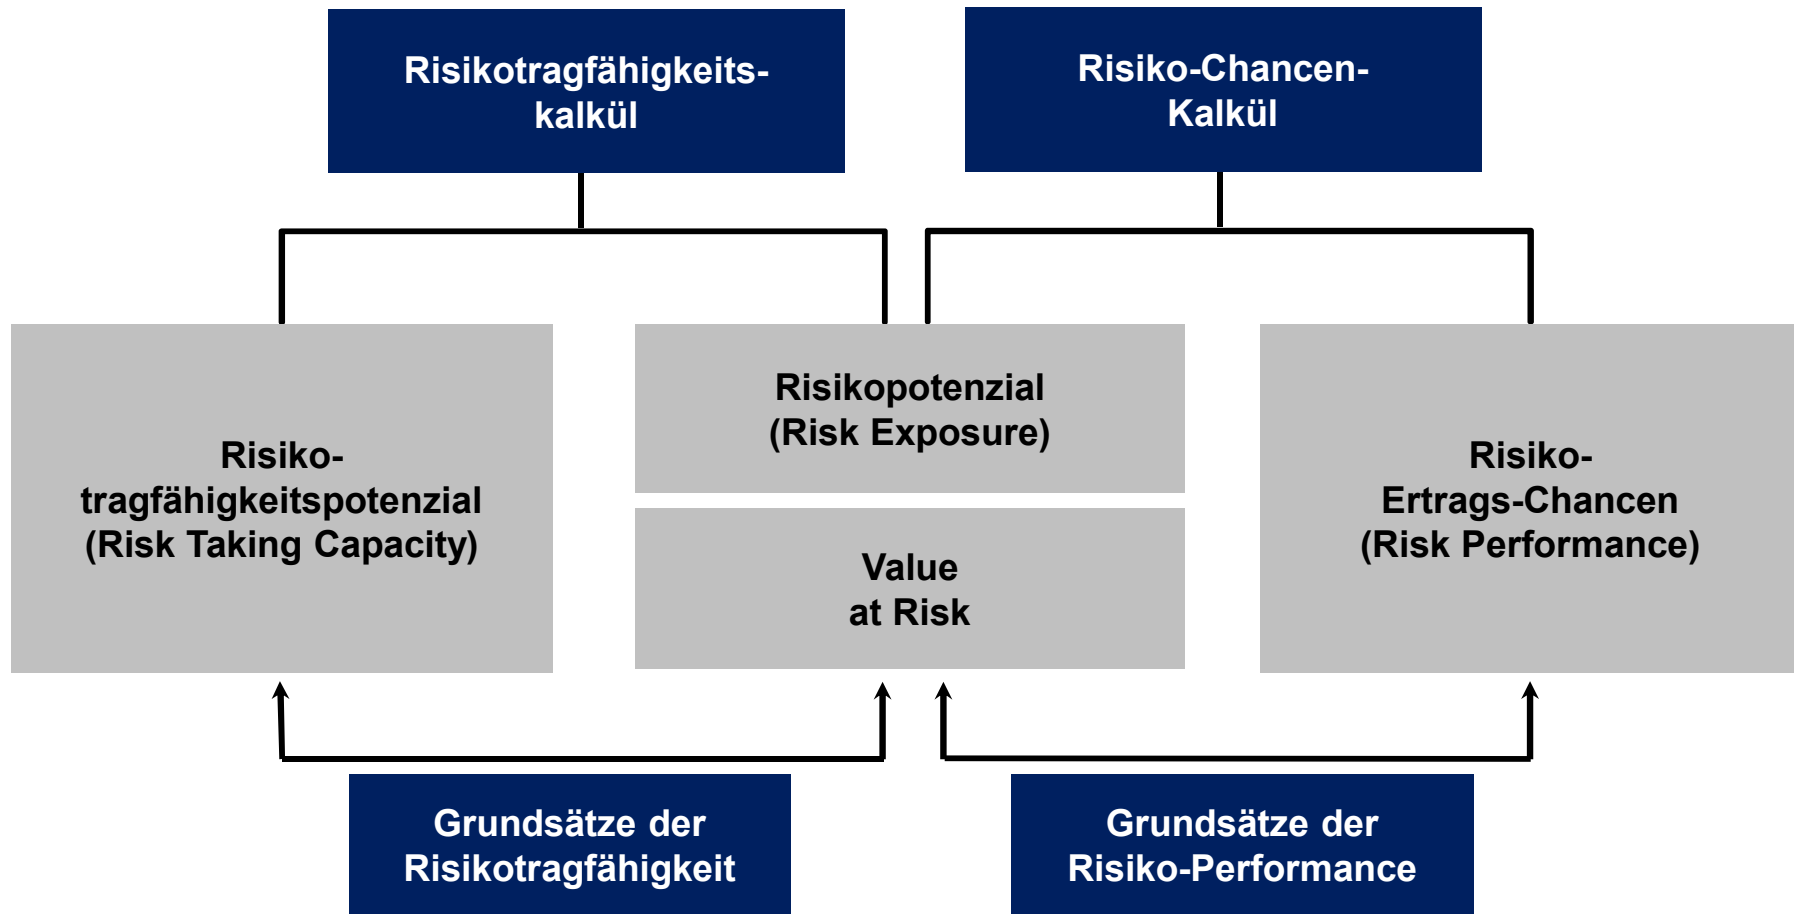 Risikotragfähigkeits-
kalkül
Risiko-Chancen-
Kalkül
Risiko-
tragfähigkeitspotenzial
(Risk Taking Capacity)
Risikopotenzial
(Risk Exposure)
Value
at Risk
Risiko-
Ertrags-Chancen
(Risk Performance)
Grundsätze der
Risikotragfähigkeit
Grundsätze der
Risiko-Performance